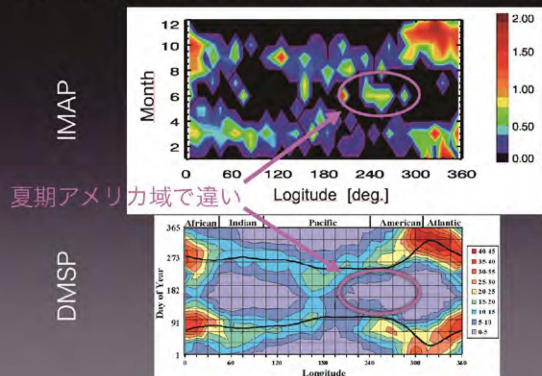 IMAP
Month
12
10
8
6
4
2
0 60 120 180 240 300 360
Logitude [deg.]
2.00
1.50
1.00
0.50
0.00
夏期アメリカ域で違い
DMSP
African Indian Pacific American Atlantic
Day of Year
365
273
182
91
1
0 60 120 180 240 300 360
Longitude
40-45
35-40
30-35
25-30
20-25
15-20
10-15
5-10
0-5